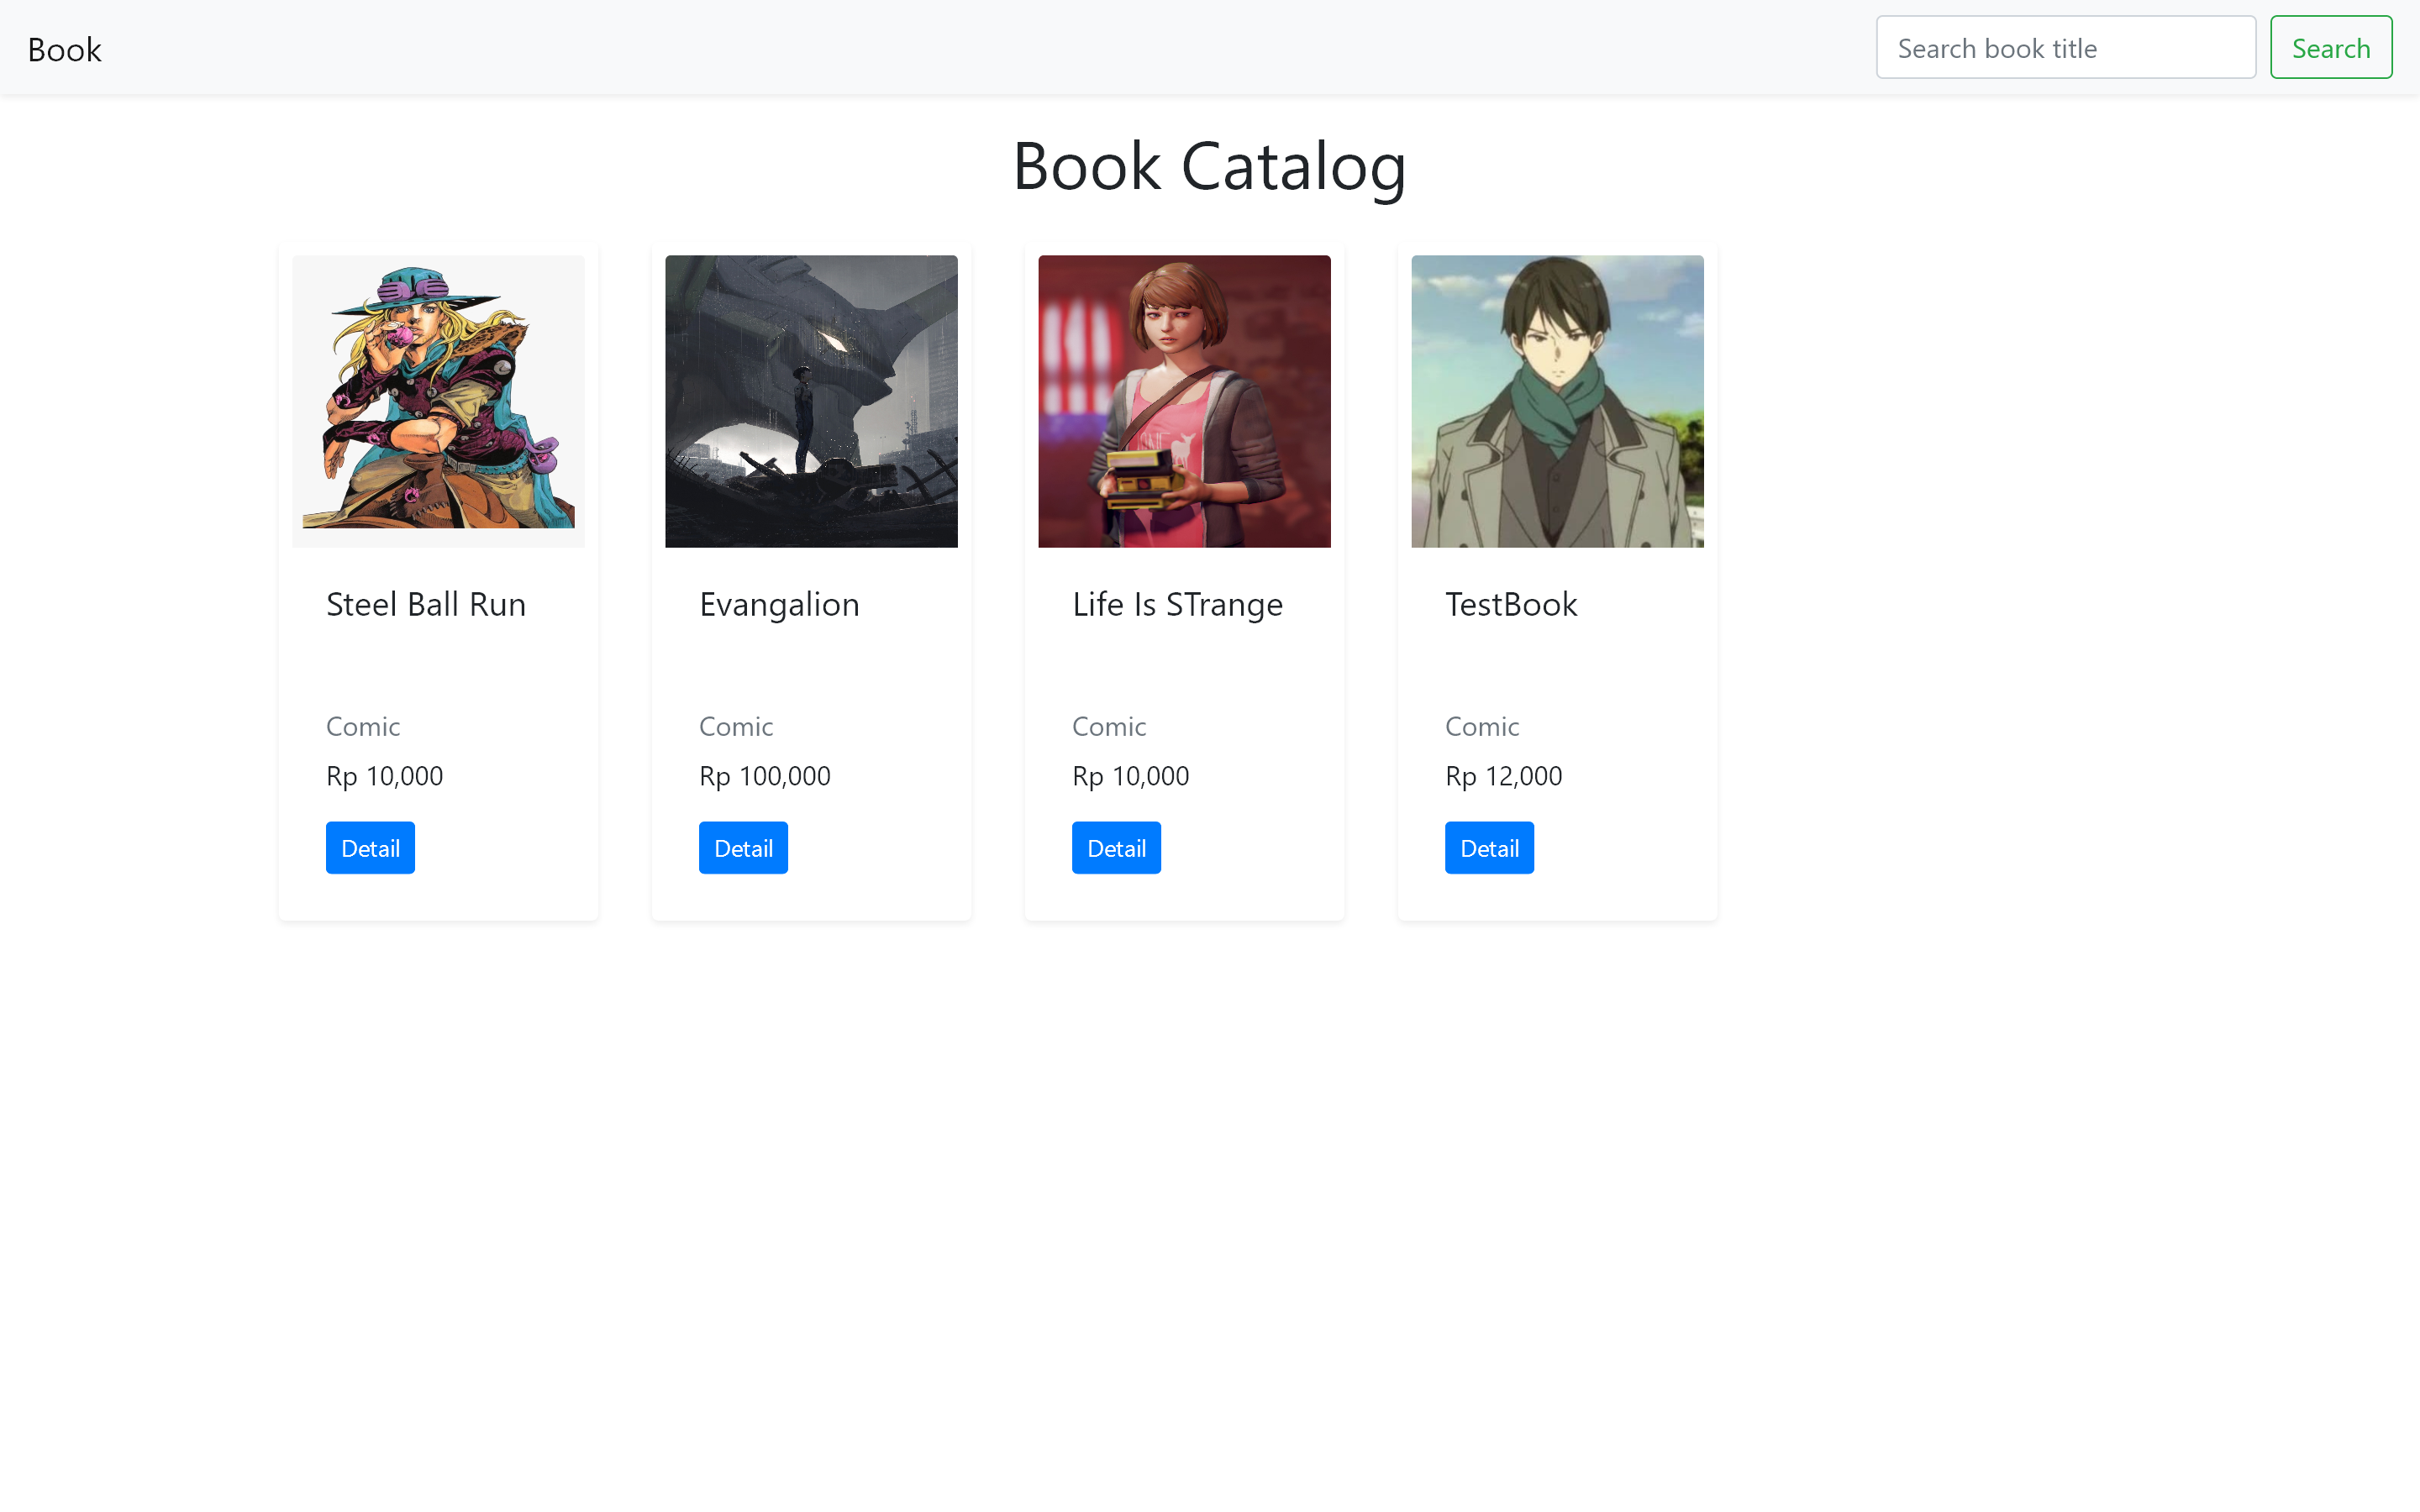 Book
Search book title
Search
Book Catalog
Steel Ball Run
Comic
Rp 10,000
Detail
Evangalion
Comic
Rp 100,000
Detail
Life Is STrange
Comic
Rp 10,000
Detail
TestBook
Comic
Rp 12,000
Detail